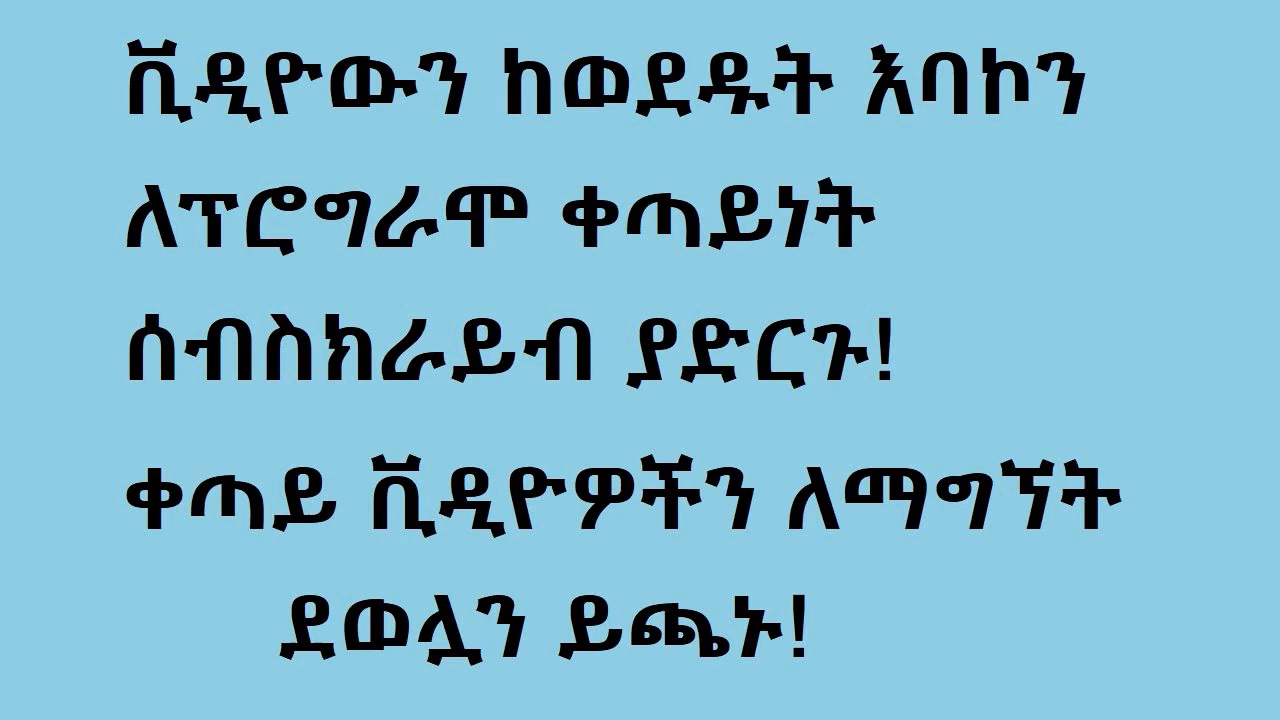 ቪዲዮውን ከወደዱት እባኮን
ለፕሮግራሞ ቀጣይነት
ሰብስክራይብ ያድርጉ!
ቀጣይ ቪዲዮዎችን ለማግኘት
ደወሏን ይጫኑ!